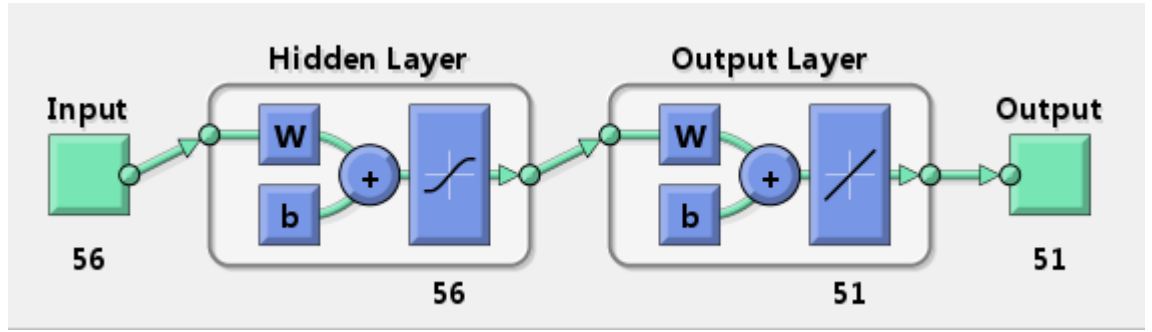 Hidden Layer
Output Layer
Input
Output
W
W
+
+
b
b
56
51
56
51